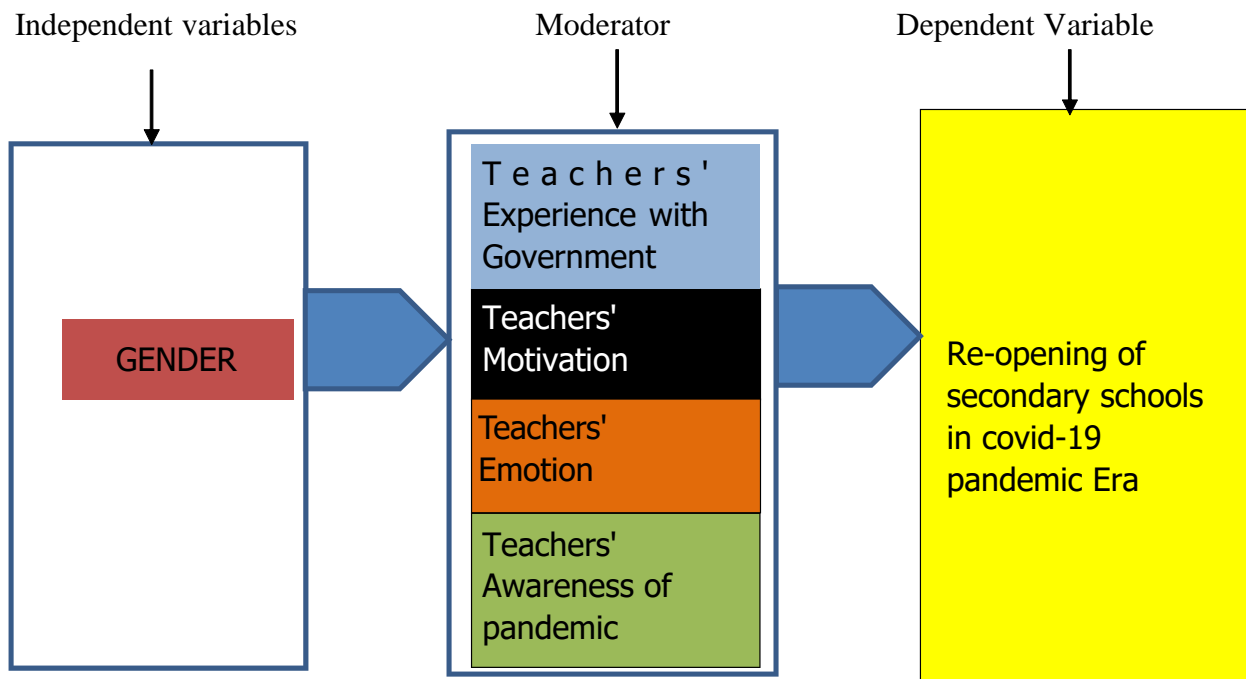 Independent variables
Moderator
Dependent Variable
GENDER
T e a c h e r s '
Experience with
Government
Teachers'
Motivation
Teachers'
Emotion
Teachers'
Awareness of
pandemic
Re-opening of
secondary schools
in covid-19
pandemic Era